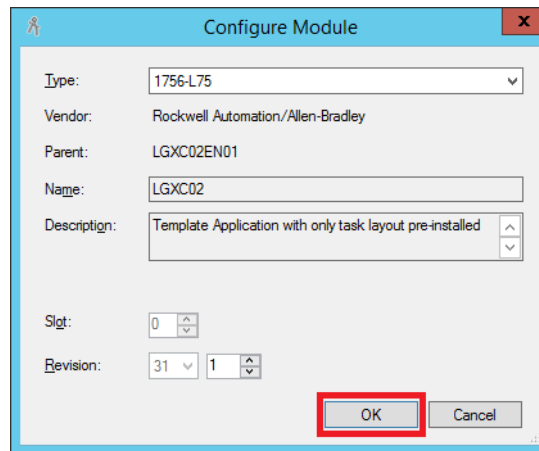 Configure Module
x
Type: 1756-L75
Vendor: Rockwell Automation/Allen-Bradley
Parent: LGXC02EN01
Name: LGXC02
Description: Template Application with only task layout pre-installed
Slot: 0
Revision: 31 1
OK Cancel